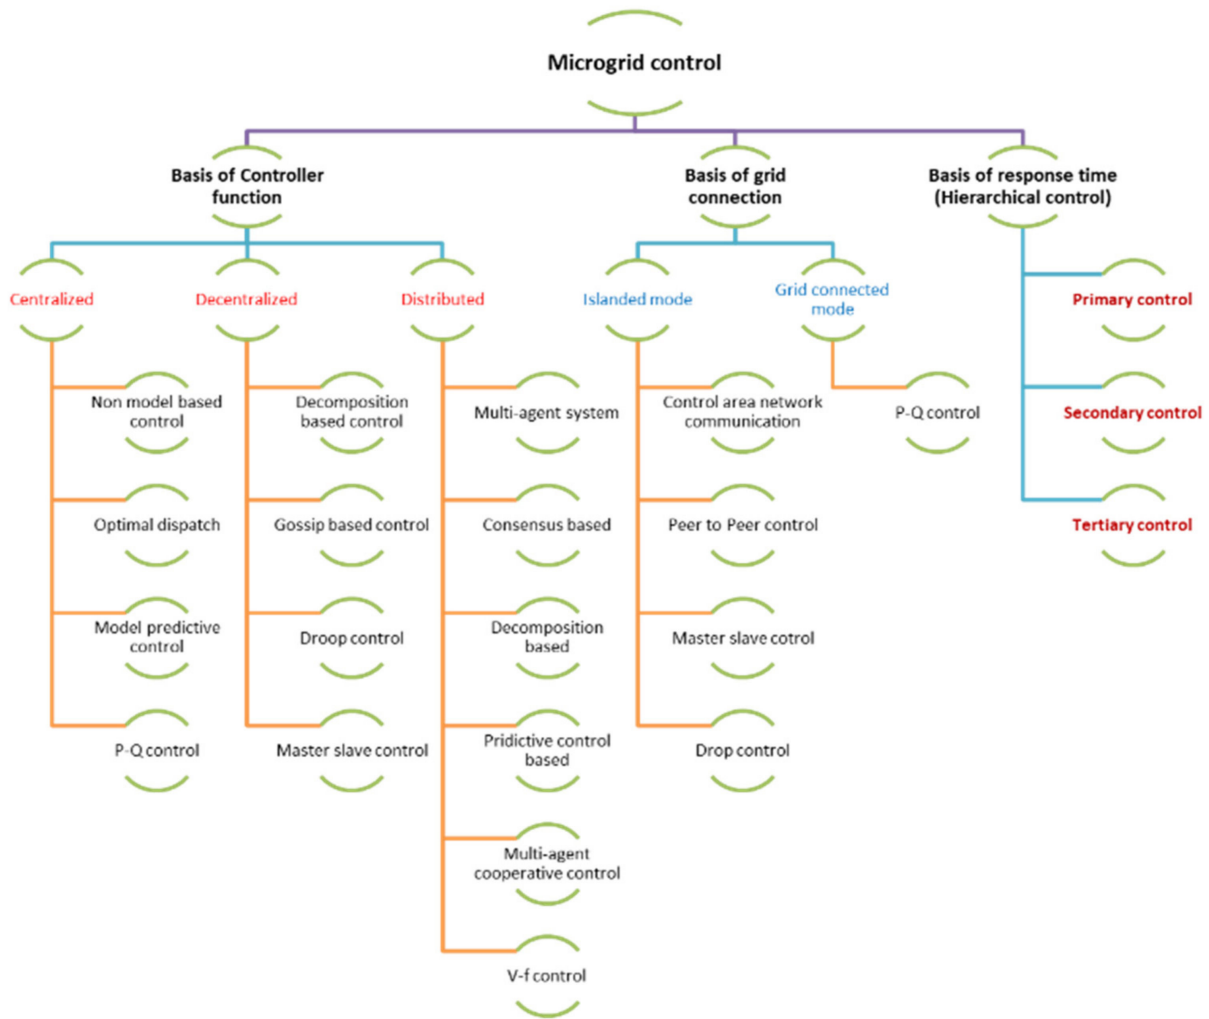 Microgrid control
Basis of Controller
function
Basis of grid
connection
Basis of response time
(Hierarchical control)
Centralized
Decentralized
Distributed
Islanded mode
Grid connected
mode
Primary control
Non model based
control
Decomposition
based control
Multi-agent system
Control area network
communication
P-Q control
Secondary control
Optimal dispatch
Gossip based control
Consensus based
Peer to Peer control
Tertiary control
Model predictive
control
Droop control
Decomposition
based
Master slave cotrol
P-Q control
Master slave control
Pridictive control
based
Drop control
Multi-agent
cooperative control
V-f control